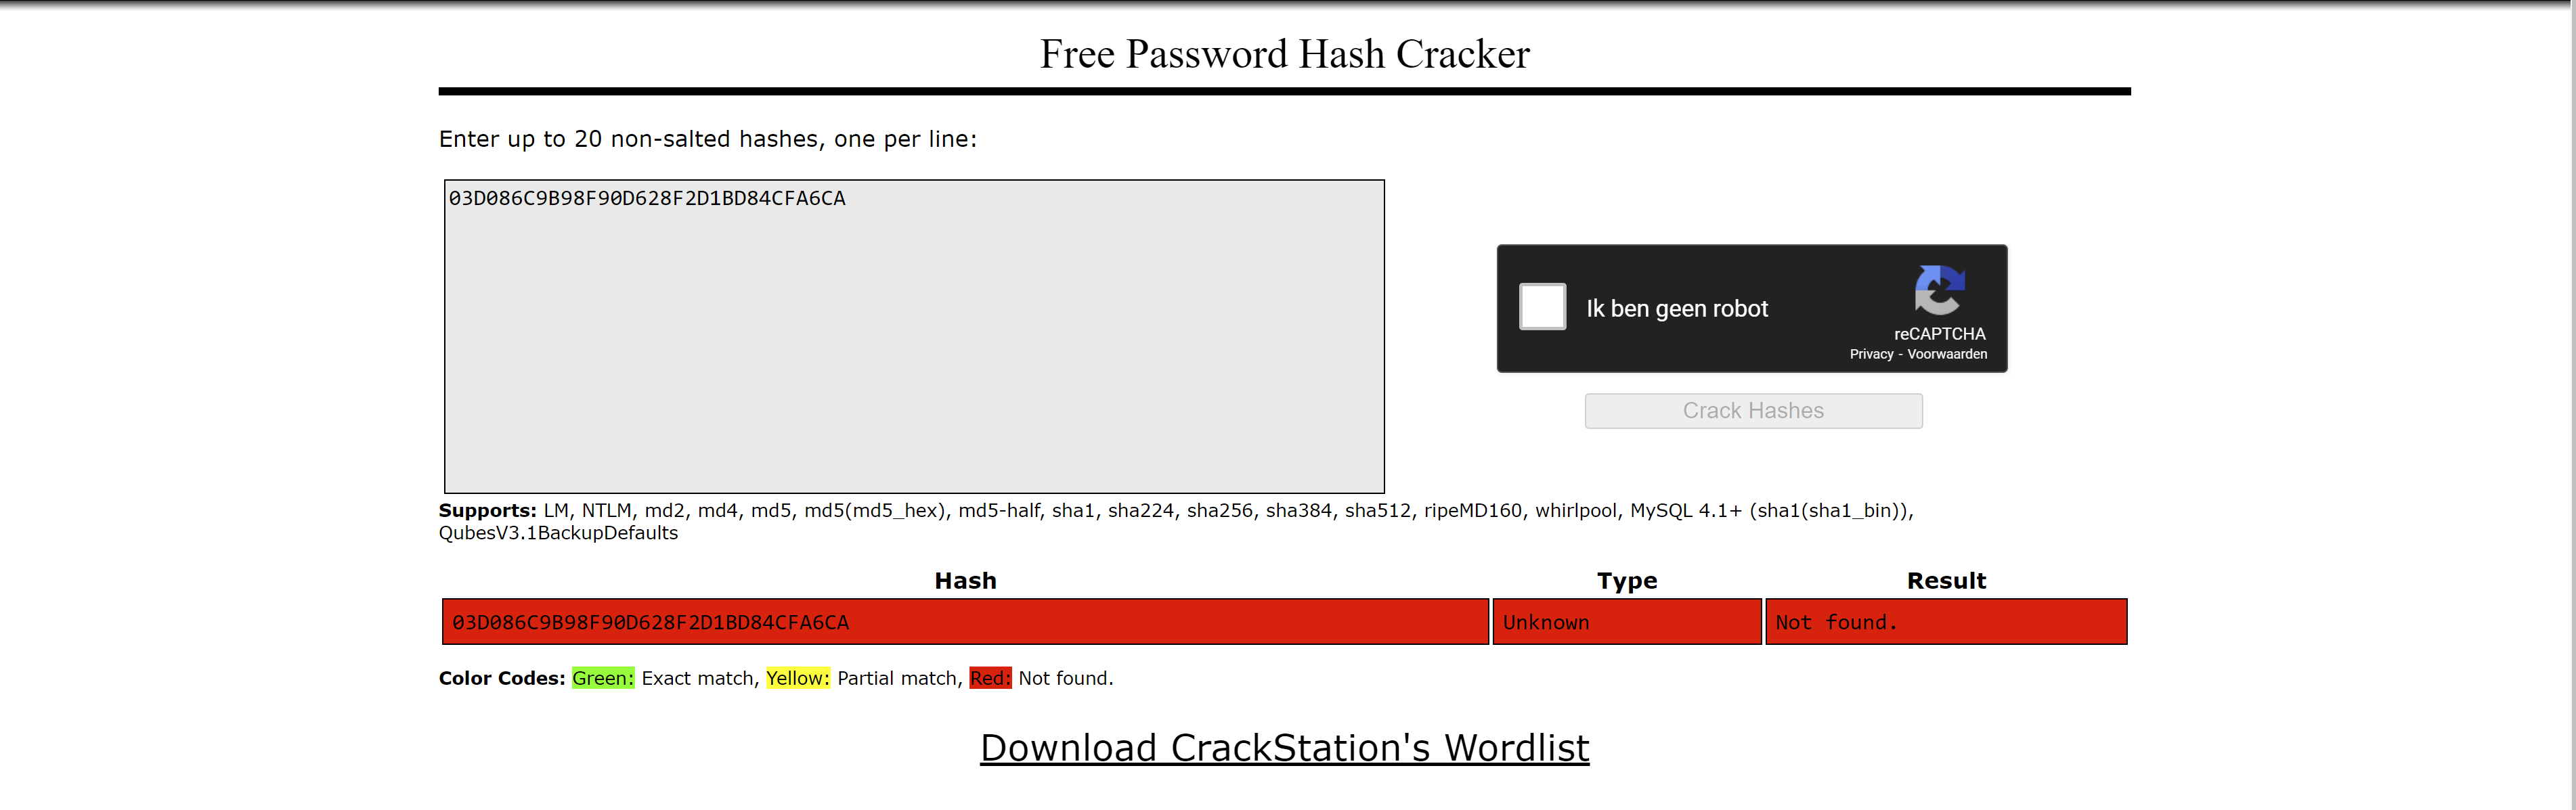 Free Password Hash Cracker
Enter up to 20 non-salted hashes, one per line:
03D086C9B98F90D628F2D1BD84CFA6CA
Ik ben geen robot
reCAPTCHA
Privacy - Voorwaarden
Crack Hashes
Supports: LM, NTLM, md2, md4, md5, md5(md5_hex), md5-half, sha1, sha224, sha256, sha384, sha512, ripeMD160, whirlpool, MySQL 4.1+ (sha1(sha1_bin)),
QubesV3.1BackupDefaults
Hash Type Result
03D086C9B98F90D628F2D1BD84CFA6CA Unknown Not found.
Color Codes: Green: Exact match, Yellow: Partial match, Red: Not found.
Download CrackStation's Wordlist